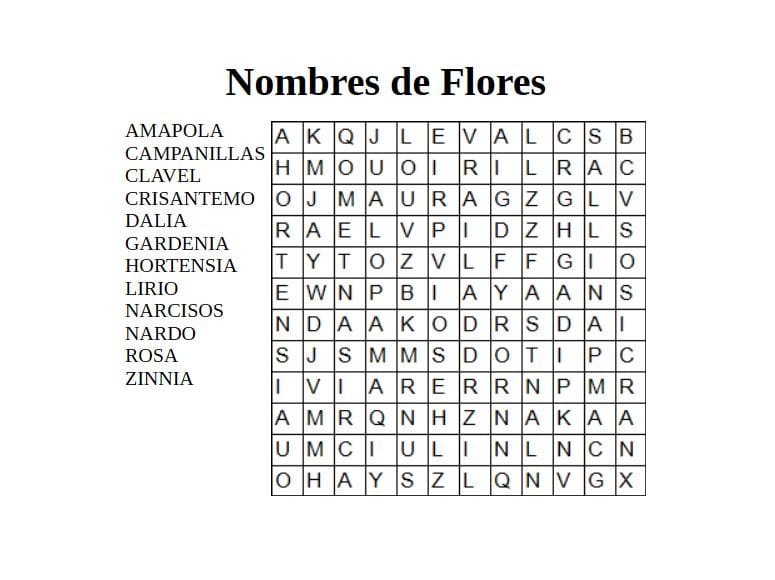 Nombres de Flores
AMAPOLA
CAMPANILLAS
CLAVEL
CRISANTEMO
DALIA
GARDENIA
HORTENSIA
LIRIO
NARCISOS
NARDO
ROSA
ZINNIA
A K Q J L E V A L C S B
H M O U O I R I L R A C
O J M A U R A G Z G L V
R A E L V P I D Z H L S
T Y T O Z V L F F G I O
E W N P B I A Y A A N S
N D A A K O D R S D A I
S J S M M S D O T I P C
I V I A R E R R N P M R
A M R Q N H Z N A K A A
U M C I U L I N L N C N
O H A Y S Z L Q N V G X